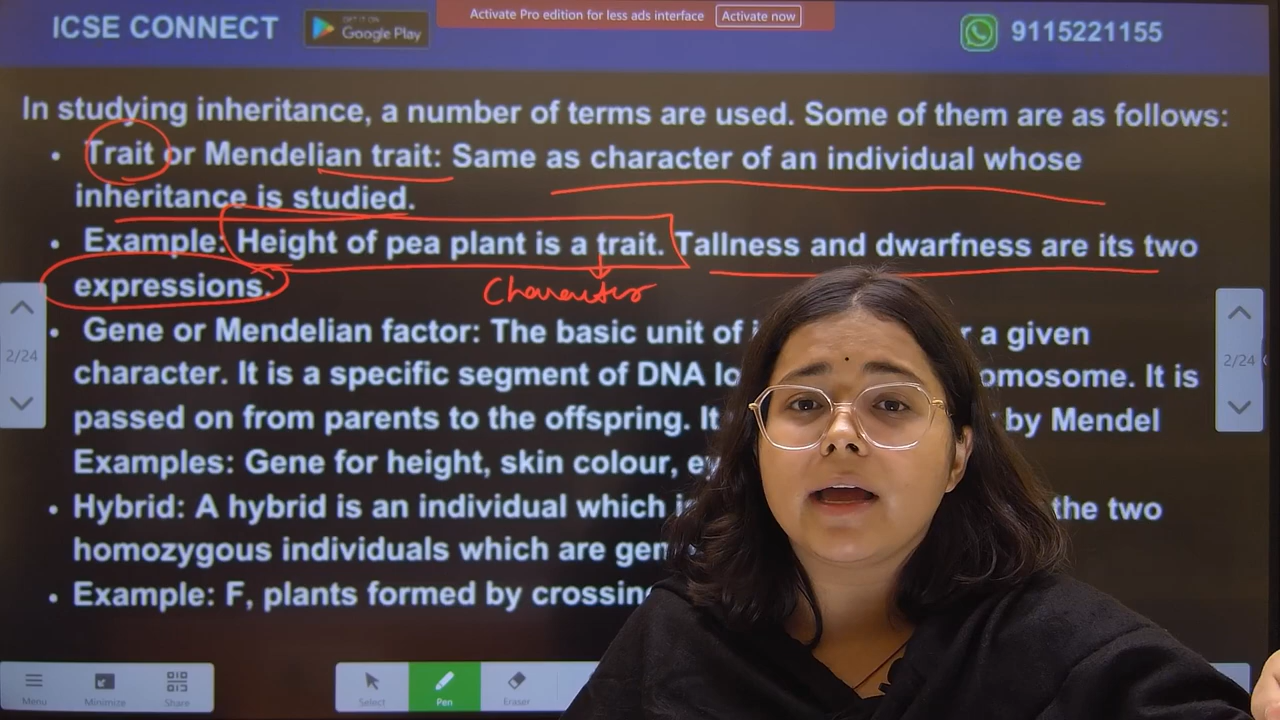 ICSE CONNECT
GET IT ON
Google Play
Activate Pro edition for less ads interface Activate now
9115221155
In studying inheritance, a number of terms are used. Some of them are as follows:
• Trait or Mendelian trait: Same as character of an individual whose
inheritance is studied.
• Example: Height of pea plant is a trait. Tallness and dwarfness are its two
expressions.
Character
• Gene or Mendelian factor: The basic unit of a given
character. It is a specific segment of DNA It is
passed on from parents to the offspring. It by Mendel
Examples: Gene for height, skin colour,
• Hybrid: A hybrid is an individual which the two
homozygous individuals which are
• Example: F, plants formed by
2/24
2/24
Menu
Minimize
Share
Select
Pen
Eraser